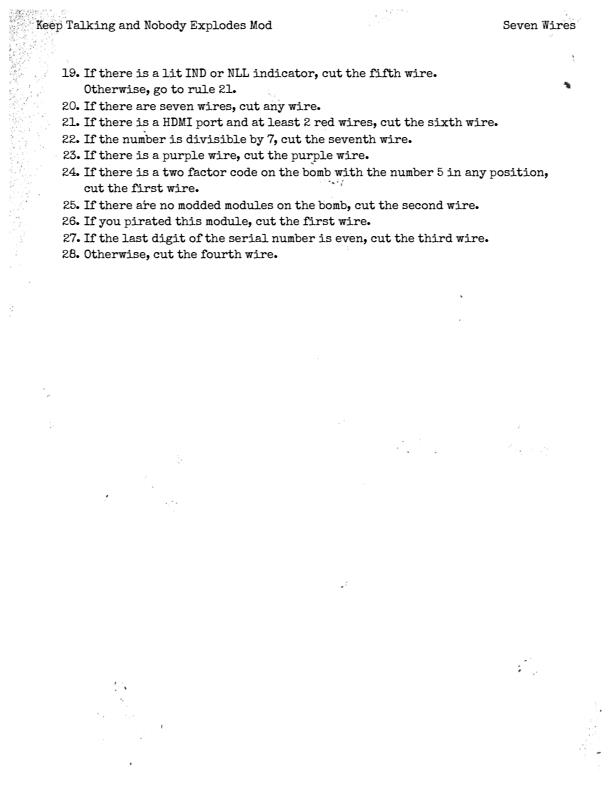 Keep Talking and Nobody Explodes Mod
Seven Wires
19. If there is a lit IND or NLL indicator, cut the fifth wire.
Otherwise, go to rule 21.
20. If there are seven wires, cut any wire.
21. If there is a HDMI port and at least 2 red wires, cut the sixth wire.
22. If the number is divisible by 7, cut the seventh wire.
23. If there is a purple wire, cut the purple wire.
24. If there is a two factor code on the bomb with the number 5 in any position,
cut the first wire.
25. If there are no modded modules on the bomb, cut the second wire.
26. If you pirated this module, cut the first wire.
27. If the last digit of the serial number is even, cut the third wire.
28. Otherwise, cut the fourth wire.